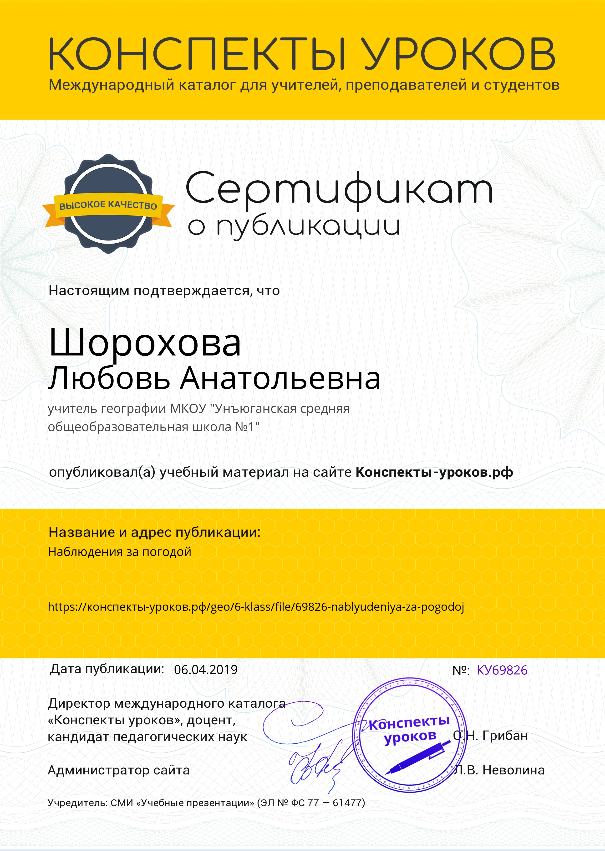 КОНСПЕКТЫ УРОКОВ
Международный каталог для учителей, преподавателей и студентов
ВЫСОКОЕ КАЧЕСТВО
Сертификат
о публикации
Настоящим подтверждается, что
Шорохова
Любовь Анатольевна
учитель географии МКОУ "Унъюганская средняя
общеобразовательная школа №1"
опубликовал(а) учебный материал на сайте Конспекты-уроков.рф
Название и адрес публикации:
Наблюдения за погодой
https://конспекты-уроков.рф/geo/6-klass/file/69826-nablyudeniya-za-pogodoj
Дата публикации: 06.04.2019
№: КУ69826
Директор международного каталога
«Конспекты уроков», доцент,
кандидат педагогических наук
О.Н. Грибан
Конспекты
уроков
Администратор сайта
Л.В. Неволина
Учредитель: СМИ «Учебные презентации» (ЭЛ № ФС 77 – 61477)